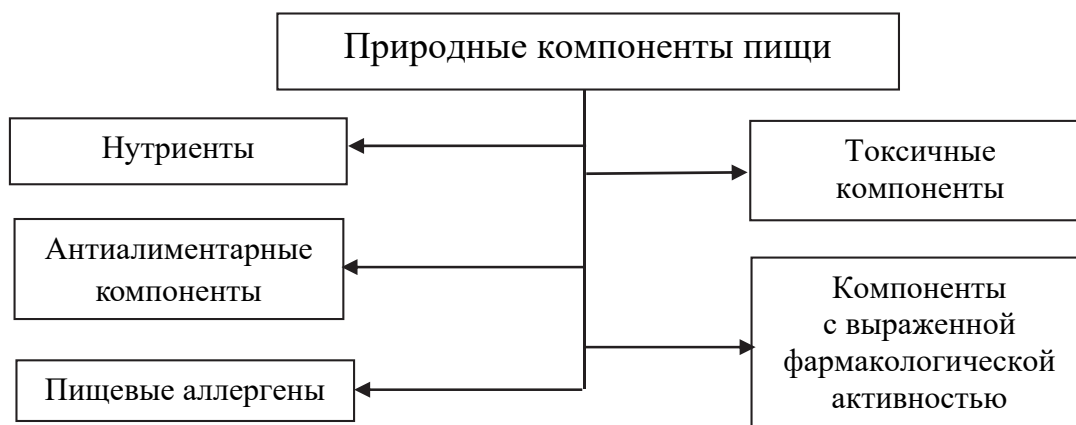 Природные компоненты пищи
Нутриенты
Токсичные
компоненты
Антиалиментарные
компоненты
Компоненты
с выраженной
фармакологической
активностью
Пищевые аллергены